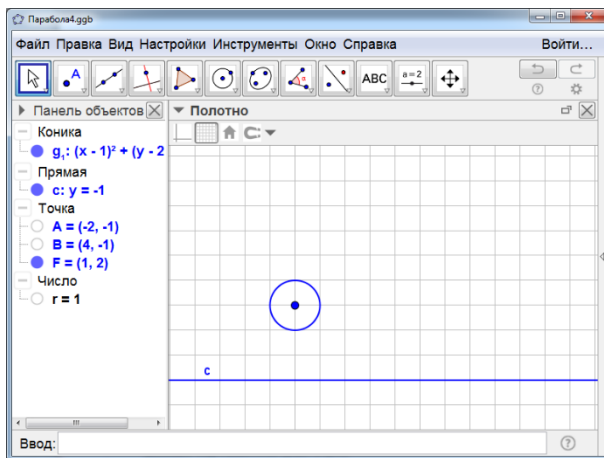 Парабола4.ggb
Файл Правка Вид Настройки Инструменты Окно Справка Войти...
A ABC a=2
Панель объектов Полотно
Коника
g₁: (x - 1)² + (y - 2
Прямая
c: y = -1
Точка
A = (-2, -1)
B = (4, -1)
F = (1, 2)
Число
r = 1
c
Ввод: